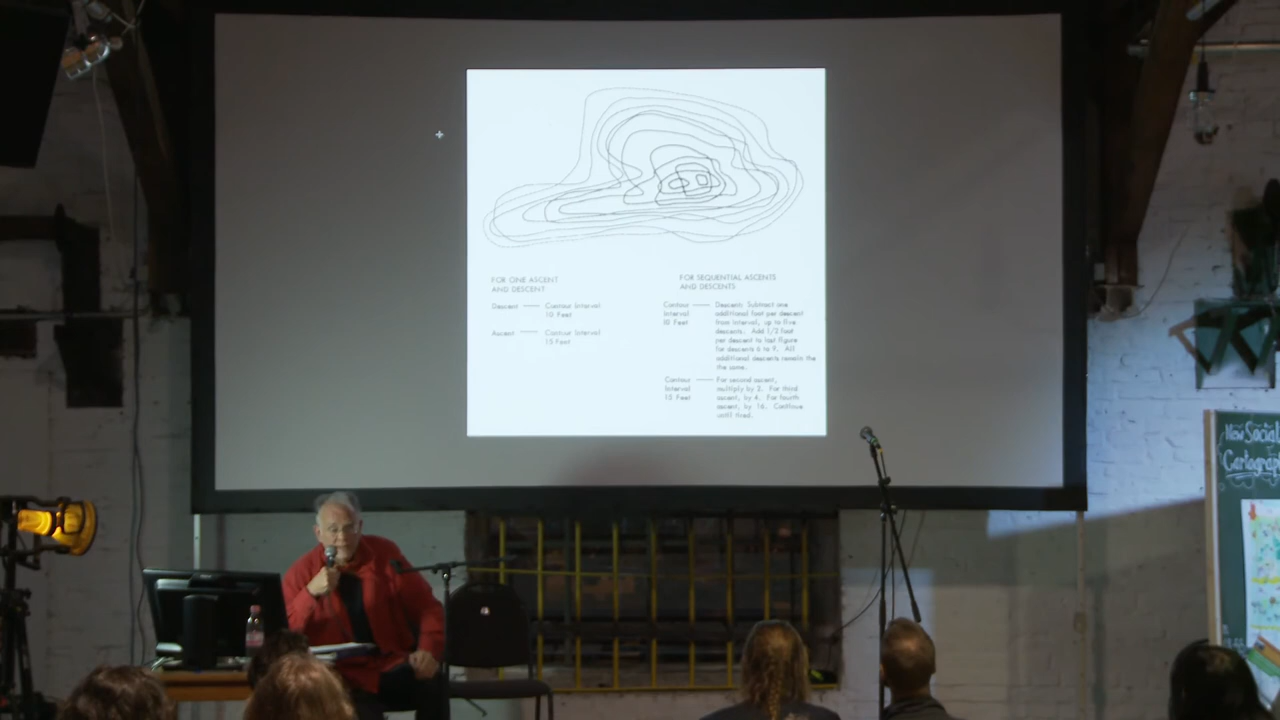 FOR ONE ASCENT
AND DESCENT
Descent
Contour Interval:
10 Feet
Ascent
Contour Interval:
15 Feet
FOR SEQUENTIAL ASCENTS
AND DESCENTS
Contour
Interval
10 Feet
Descent: Subtract one
additional foot per descent
from interval, up to five
descents. Add 1/2 foot
per descent to last figure
for descents 6 to 9. All
additional descents remain the
the same.
Contour
Interval
15 Feet
For second ascent,
multiply by 2. For third
ascent, by 4. For fourth
ascent, by 16. Continue
until tired.
New Social
Cartograp